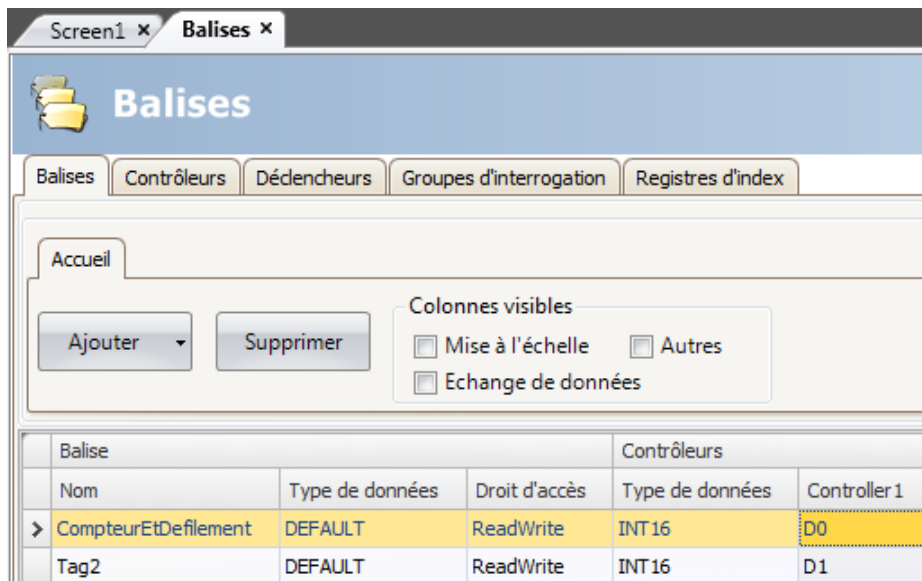 Screen1 × Balises ×
Balises
Balises Contrôleurs Déclencheurs Groupes d'interrogation Registres d'index
Accueil
Colonnes visibles
Ajouter Supprimer Mise à l'échelle Autres
Echange de données
Balise Contrôleurs
Nom Type de données Droit d'accès Type de données Controller1
CompteurEtDefilement DEFAULT ReadWrite INT16 D0
Tag2 DEFAULT ReadWrite INT16 D1